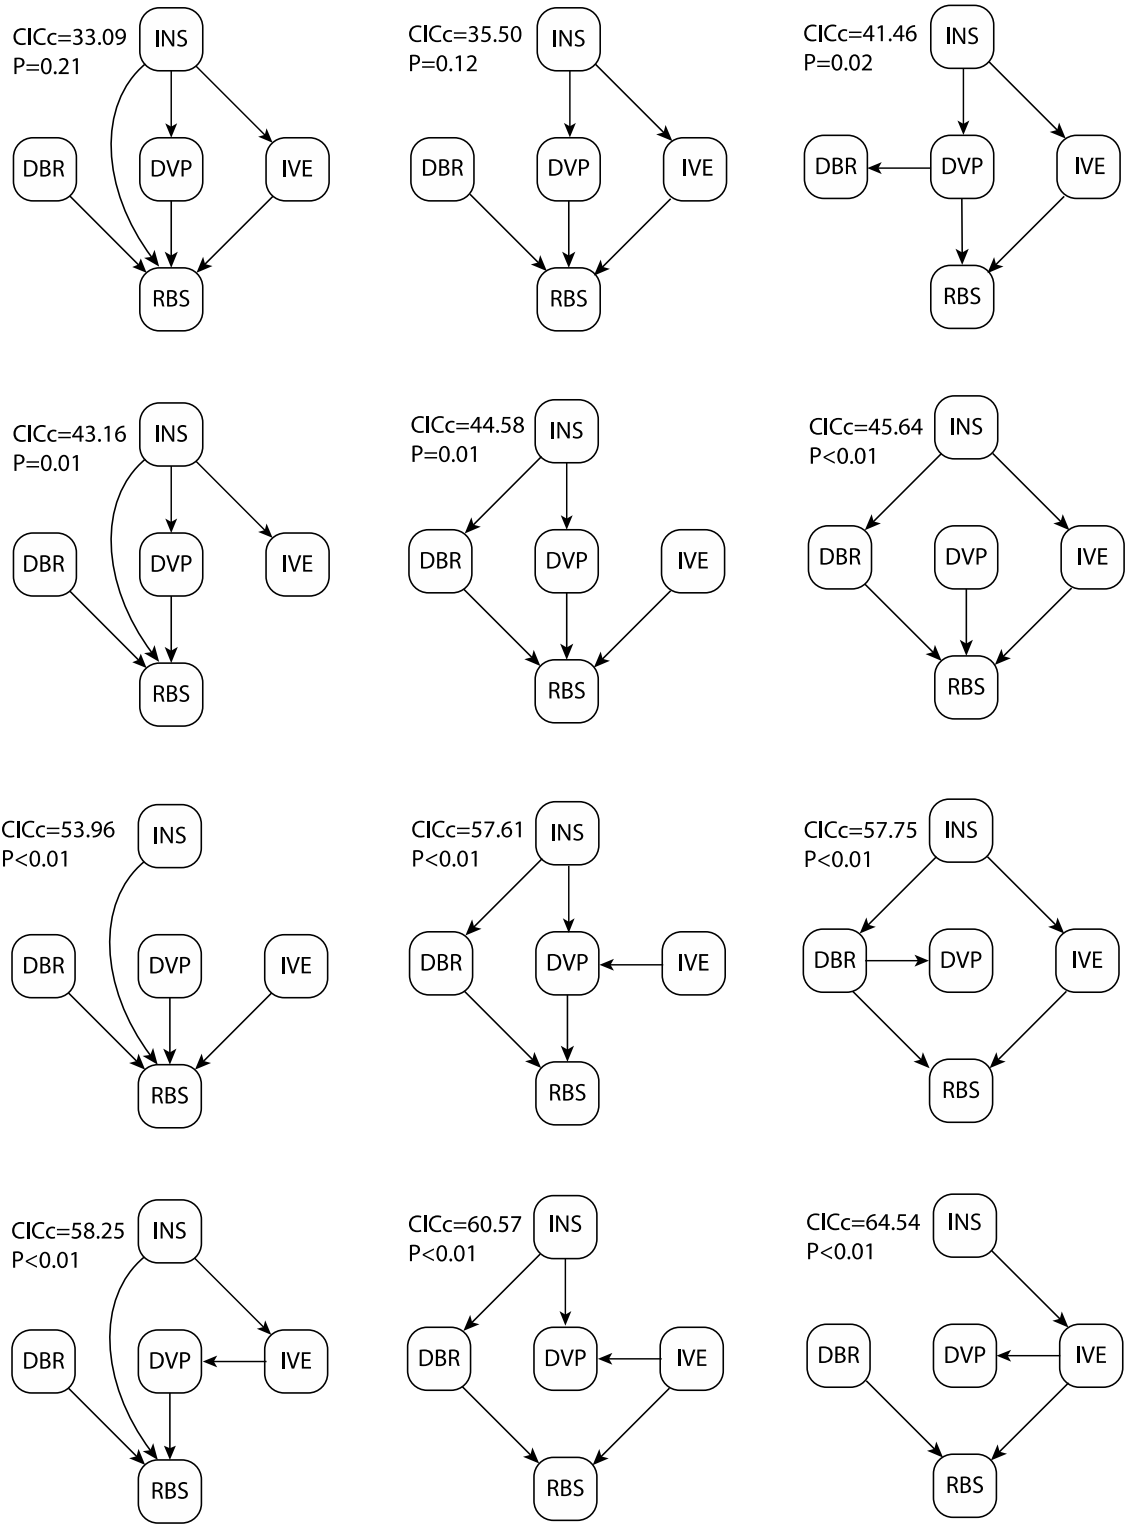 CICc=33.09
P=0.21
INS
DBR
DVP
IVE
RBS
CICc=35.50
P=0.12
INS
DBR
DVP
IVE
RBS
CICc=41.46
P=0.02
INS
DBR
DVP
IVE
RBS
CICc=43.16
P=0.01
INS
DBR
DVP
IVE
RBS
CICc=44.58
P=0.01
INS
DBR
DVP
IVE
RBS
CICc=45.64
P<0.01
INS
DBR
DVP
IVE
RBS
CICc=53.96
P<0.01
INS
DBR
DVP
IVE
RBS
CICc=57.61
P<0.01
INS
DBR
DVP
IVE
RBS
CICc=57.75
P<0.01
INS
DBR
DVP
IVE
RBS
CICc=58.25
P<0.01
INS
DBR
DVP
IVE
RBS
CICc=60.57
P<0.01
INS
DBR
DVP
IVE
RBS
CICc=64.54
P<0.01
INS
DBR
DVP
IVE
RBS